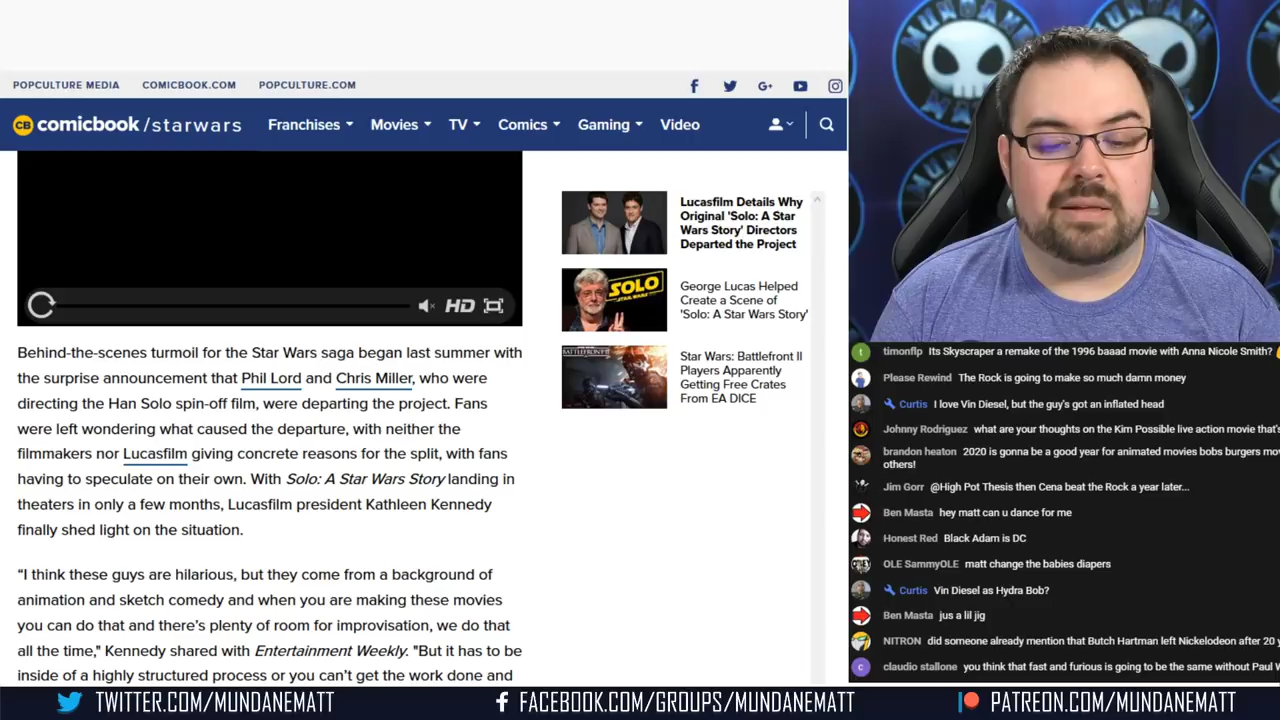 POPCULTURE MEDIA COMICBOOK.COM POPCULTURE.COM
CB comicbook /starwars Franchises Movies TV Comics Gaming Video
HD
Lucasfilm Details Why
Original 'Solo: A Star
Wars Story' Directors
Departed the Project
SOLO
George Lucas Helped
Create a Scene of
'Solo: A Star Wars Story'
BATTLEFRONT II
Star Wars: Battlefront II
Players Apparently
Getting Free Crates
From EA DICE
Behind-the-scenes turmoil for the Star Wars saga began last summer with
the surprise announcement that Phil Lord and Chris Miller, who were
directing the Han Solo spin-off film, were departing the project. Fans
were left wondering what caused the departure, with neither the
filmmakers nor Lucasfilm giving concrete reasons for the split, with fans
having to speculate on their own. With Solo: A Star Wars Story landing in
theaters in only a few months, Lucasfilm president Kathleen Kennedy
finally shed light on the situation.
“I think these guys are hilarious, but they come from a background of
animation and sketch comedy and when you are making these movies
you can do that and there's plenty of room for improvisation, we do that
all the time," Kennedy shared with Entertainment Weekly. "But it has to be
inside of a highly structured process or you can't get the work done and
MUNDANE
MATT
timonflp Its Skyscraper a remake of the 1996 baaad movie with Anna Nicole Smith?
Please Rewind The Rock is going to make so much damn money
Curtis I love Vin Diesel, but the guy's got an inflated head
Johnny Rodriguez what are your thoughts on the Kim Possible live action movie that's
brandon heaton 2020 is gonna be a good year for animated movies bobs burgers mov
others!
Jim Gorr @High Pot Thesis then Cena beat the Rock a year later...
Ben Masta hey matt can u dance for me
Honest Red Black Adam is DC
OLE SammyOLE matt change the babies diapers
Curtis Vin Diesel as Hydra Bob?
Ben Masta jus a lil jig
NITRON did someone already mention that Butch Hartman left Nickelodeon after 20 y
claudio stallone you think that fast and furious is going to be the same without Paul W
TWITTER.COM/MUNDANEMATT FACEBOOK.COM/GROUPS/MUNDANEMATT PATREON.COM/MUNDANEMATT